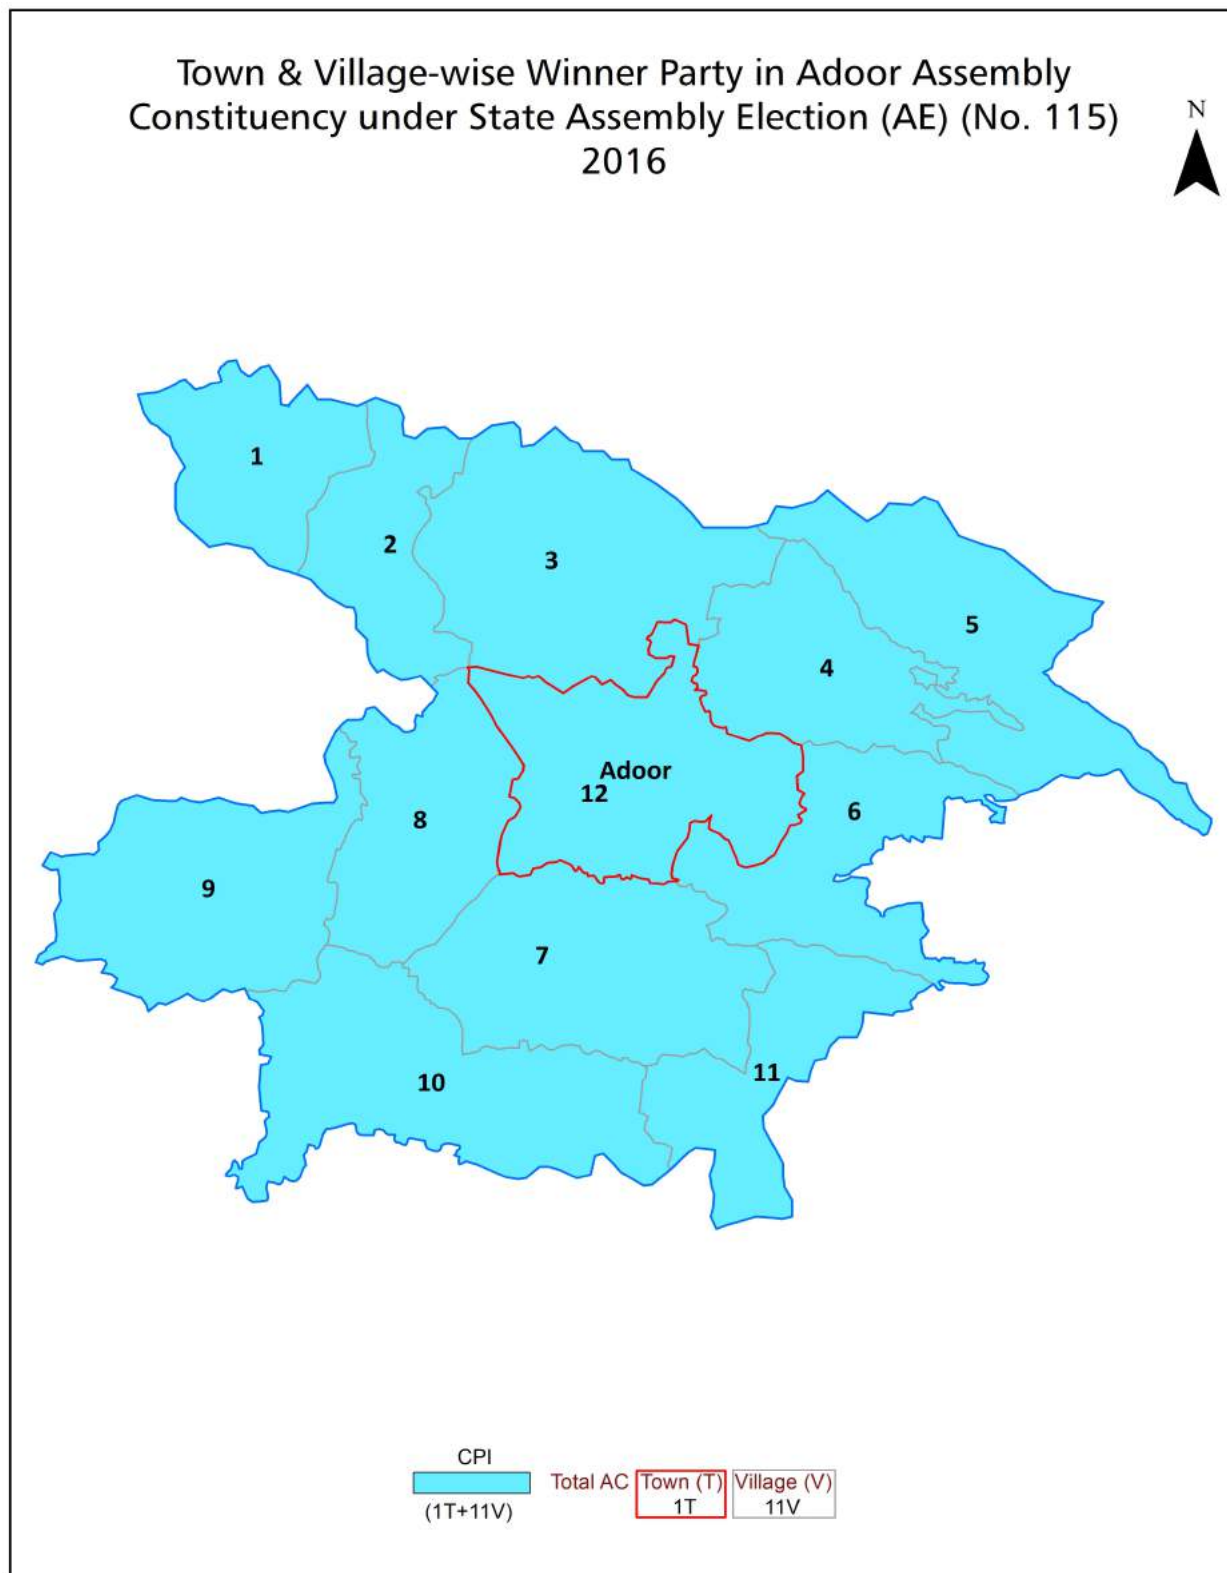 Town & Village-wise Winner Party in Adoor Assembly
Constituency under State Assembly Election (AE) (No. 115)
2016
N
1
2
3
4
5
Adoor
12
6
8
9
7
10
11
CPI
(1T+11V)
Total AC
Town (T)
1T
Village (V)
11V